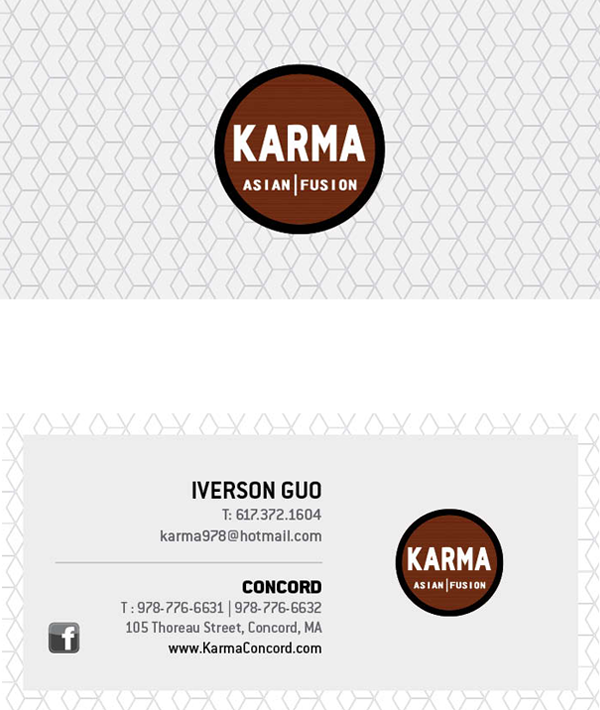 KARMA
ASIAN|FUSION
IVERSON GUO
T: 617.372.1604
karma978@hotmail.com
CONCORD
T : 978-776-6631 | 978-776-6632
105 Thoreau Street, Concord, MA
www.KarmaConcord.com
f
KARMA
ASIAN|FUSION